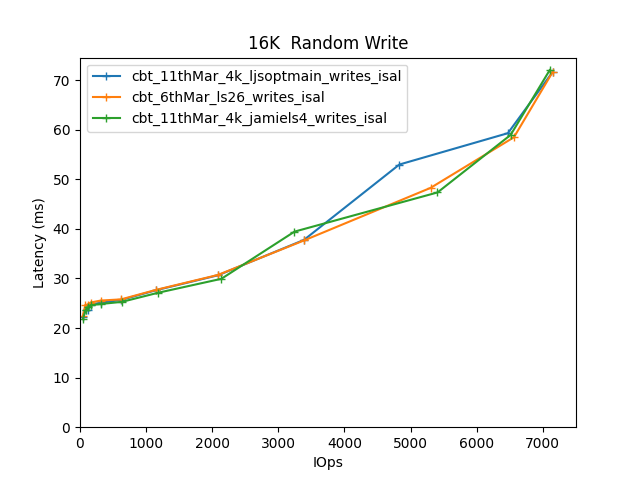 16K  Random Write
cbt_11thMar_4k_ljsoptmain_writes_isal
cbt_6thMar_ls26_writes_isal
cbt_11thMar_4k_jamiels4_writes_isal
Latency (ms)
70
60
50
40
30
20
10
0
0 1000 2000 3000 4000 5000 6000 7000
IOps